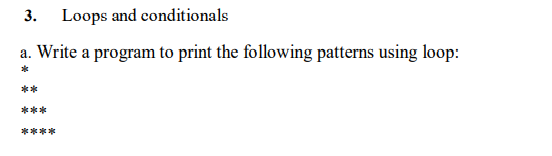 3. Loops and conditionals
a. Write a program to print the following patterns using loop:
*
**
***
****